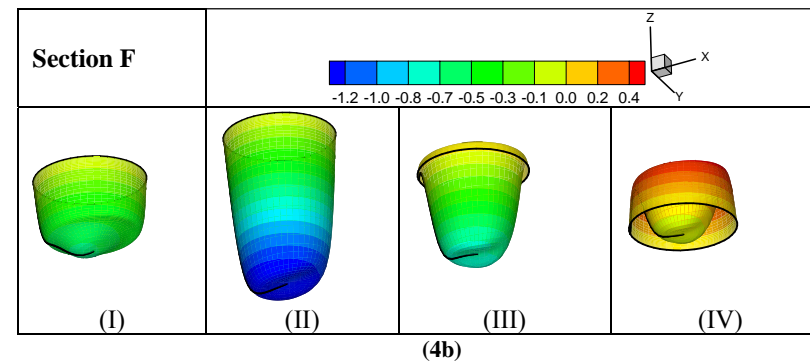 Section F
Z
X
Y
-1.2 -1.0 -0.8 -0.7 -0.5 -0.3 -0.1 0.0 0.2 0.4
(I) (II) (III) (IV)
(4b)